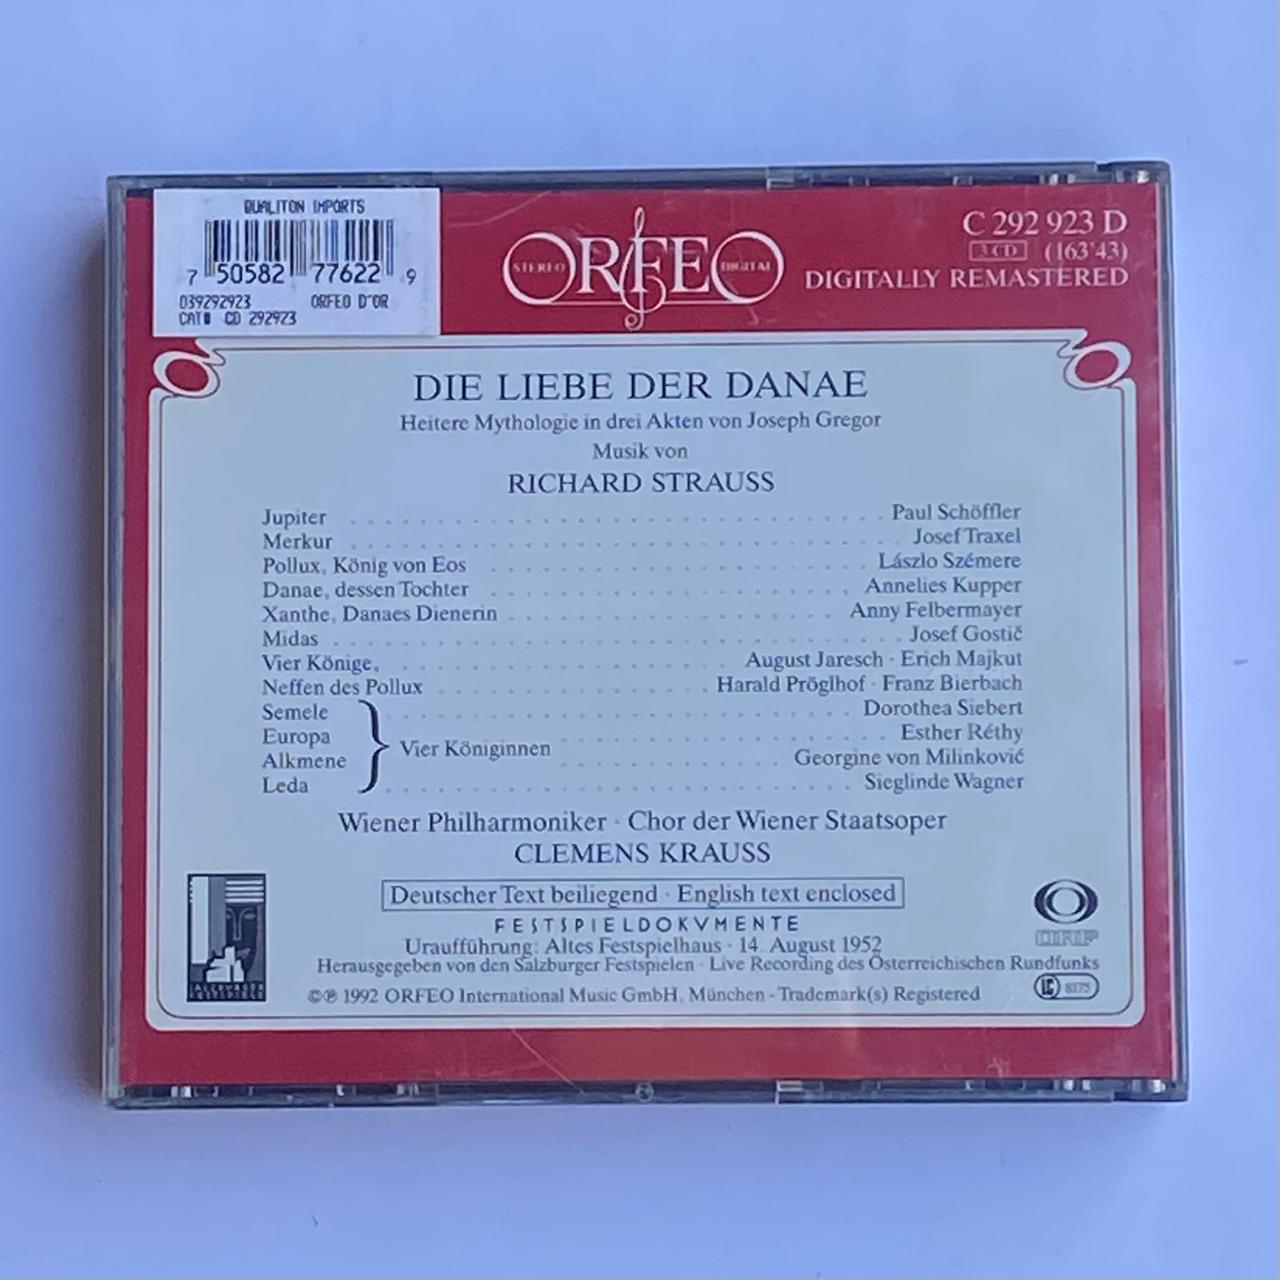 QUALITON IMPORTS
7 50582 77622 9
039292923 ORFEO D'OR
CAT# CD 292923
STEREO ORFEO DIGITAL
C 292 923 D
3 CD (163'43)
DIGITALLY REMASTERED
DIE LIEBE DER DANAE
Heitere Mythologie in drei Akten von Joseph Gregor
Musik von
RICHARD STRAUSS
Jupiter . . . . Paul Schöffler
Merkur . . . . Josef Traxel
Pollux, König von Eos . . . . Lászlo Szémere
Danae, dessen Tochter . . . . Annelies Kupper
Xanthe, Danaes Dienerin . . . . Anny Felbermayer
Midas . . . . Josef Gostič
Vier Könige, . . . . August Jaresch · Erich Majkut
Neffen des Pollux . . . . Harald Pröglhof · Franz Bierbach
Semele . . . . Dorothea Siebert
Europa . . . . Esther Réthy
Vier Königinnen
Alkmene . . . . Georgine von Milinković
Leda . . . . Sieglinde Wagner
Wiener Philharmoniker · Chor der Wiener Staatsoper
CLEMENS KRAUSS
Deutscher Text beiliegend · English text enclosed
FESTSPIELDOKVMENTE
Uraufführung: Altes Festspielhaus · 14. August 1952
Herausgegeben von den Salzburger Festspielen · Live Recording des Österreichischen Rundfunks
©℗ 1992 ORFEO International Music GmbH, München - Trademark(s) Registered
SALZBURGER
FESTSPIELE
ORF
LC 8175